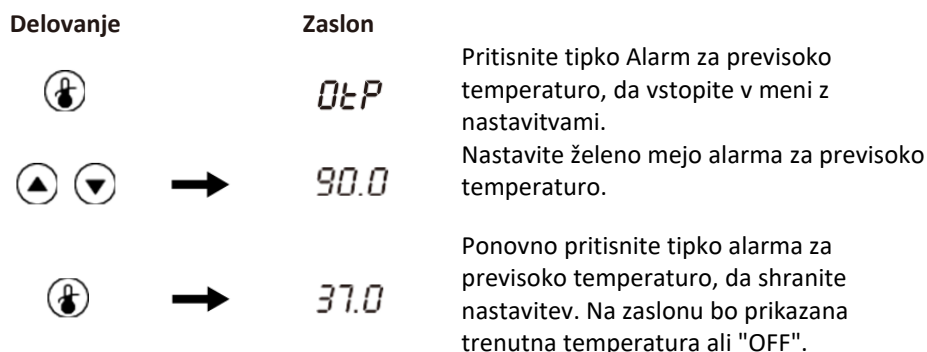 Delovanje Zaslon
Pritisnite tipko Alarm za previsoko
OtP temperaturo, da vstopite v meni z
nastavitvami.
Nastavite želeno mejo alarma za previsoko
90.0 temperaturo.
Ponovno pritisnite tipko alarma za
previsoko temperaturo, da shranite
37.0 nastavitev. Na zaslonu bo prikazana
trenutna temperatura ali "OFF".